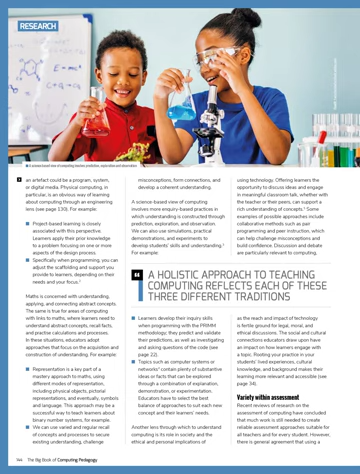 RESEARCH
A science-based view of computing teaches prediction, exploration, and observation
an artefact could be a program, system,
or digital media. Physical computing, in
particular, is an obvious way of learning
about computing through an engineering
lens (see page 130). For example:
Project-based learning is closely
associated with this perspective.
Learners apply their prior knowledge
to a problem focusing on one or more
aspects of the design process.
Specifically when programming, you can
adjust the scaffolding and support you
provide to learners, depending on their
needs and your focus.
Maths is concerned with understanding,
applying, and connecting abstract concepts.
The same is true for areas of computing
with links to maths, where learners need to
understand abstract concepts, recall facts,
and practise calculations and processes.
In these situations, educators adopt
approaches that focus on the acquisition and
construction of understanding. For example:
Representation is a key part of a
mastery approach to maths, using
different modes of representation,
including physical objects, pictorial
representations, and eventually, symbols
and language. This approach may be a
successful way to teach learners about
binary number systems, for example.
We can use varied and regular recall
of concepts and processes to secure
existing understanding, challenge
misconceptions, form connections, and
develop a coherent understanding.
A science-based view of computing
involves more enquiry-based practices in
which understanding is constructed through
prediction, exploration, and observation.
We can also use simulations, practical
demonstrations, and experiments to
develop students' skills and understanding.
For example:
Learners develop their inquiry skills
when programming with the PRIMM
methodology; they predict and validate
their predictions, as well as investigating
and asking questions of the code (see
page 22).
Topics such as computer systems or
networks contain plenty of substantive
ideas or facts that can be explored
though a combination of explanation,
demonstration, or experimentation.
Educators have to select the best
balance of approaches to suit each new
concept and their learners' needs.
Another lens through which to understand
computing is its role in society and the
ethical and personal implications of
using technology. Offering learners the
opportunity to discuss ideas and engage
in meaningful classroom talk, whether with
the teacher or their peers, can support a
rich understanding of concepts. Some
examples of possible approaches include
collaborative methods such as pair
programming and peer instruction, which
can help challenge misconceptions and
build confidence. Discussion and debate
are particularly relevant to computing,
A HOLISTIC APPROACH TO TEACHING
COMPUTING REFLECTS EACH OF THESE
THREE DIFFERENT TRADITIONS
as the reach and impact of technology
is fertile ground for legal, moral, and
ethical discussions. The social and cultural
connections educators draw upon have
an impact on how learners engage with
a topic. Rooting your practice in your
students' lived experiences, cultural
knowledge, and background makes their
learning more relevant and accessible (see
page 34).
Variety within assessment
Recent reviews of research on the
assessment of computing have concluded
that much work is still needed to create
reliable assessment approaches suitable for
all teachers and for every student. However,
there is general agreement that using a
144 The Big Book of Computing Pedagogy